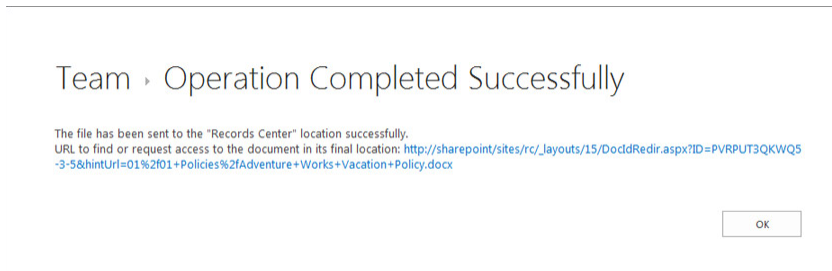 Team ▸ Operation Completed Successfully
The file has been sent to the "Records Center" location successfully.
URL to find or request access to the document in its final location: http://sharepoint/sites/rc/_layouts/15/DocIdRedir.aspx?ID=PVRPUT3QKWQ5
-3-5&hintUrl=01%2f01+Policies%2fAdventure+Works+Vacation+Policy.docx
OK